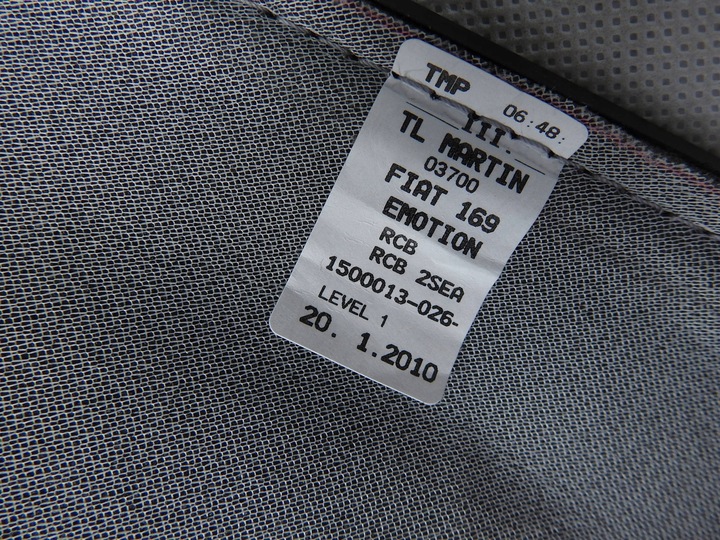 TMP 06:48:
III.
TL MARTIN
03700
FIAT 169
EMOTION
RCB
RCB 2SEA
1500013-026-
LEVEL 1
20. 1.2010